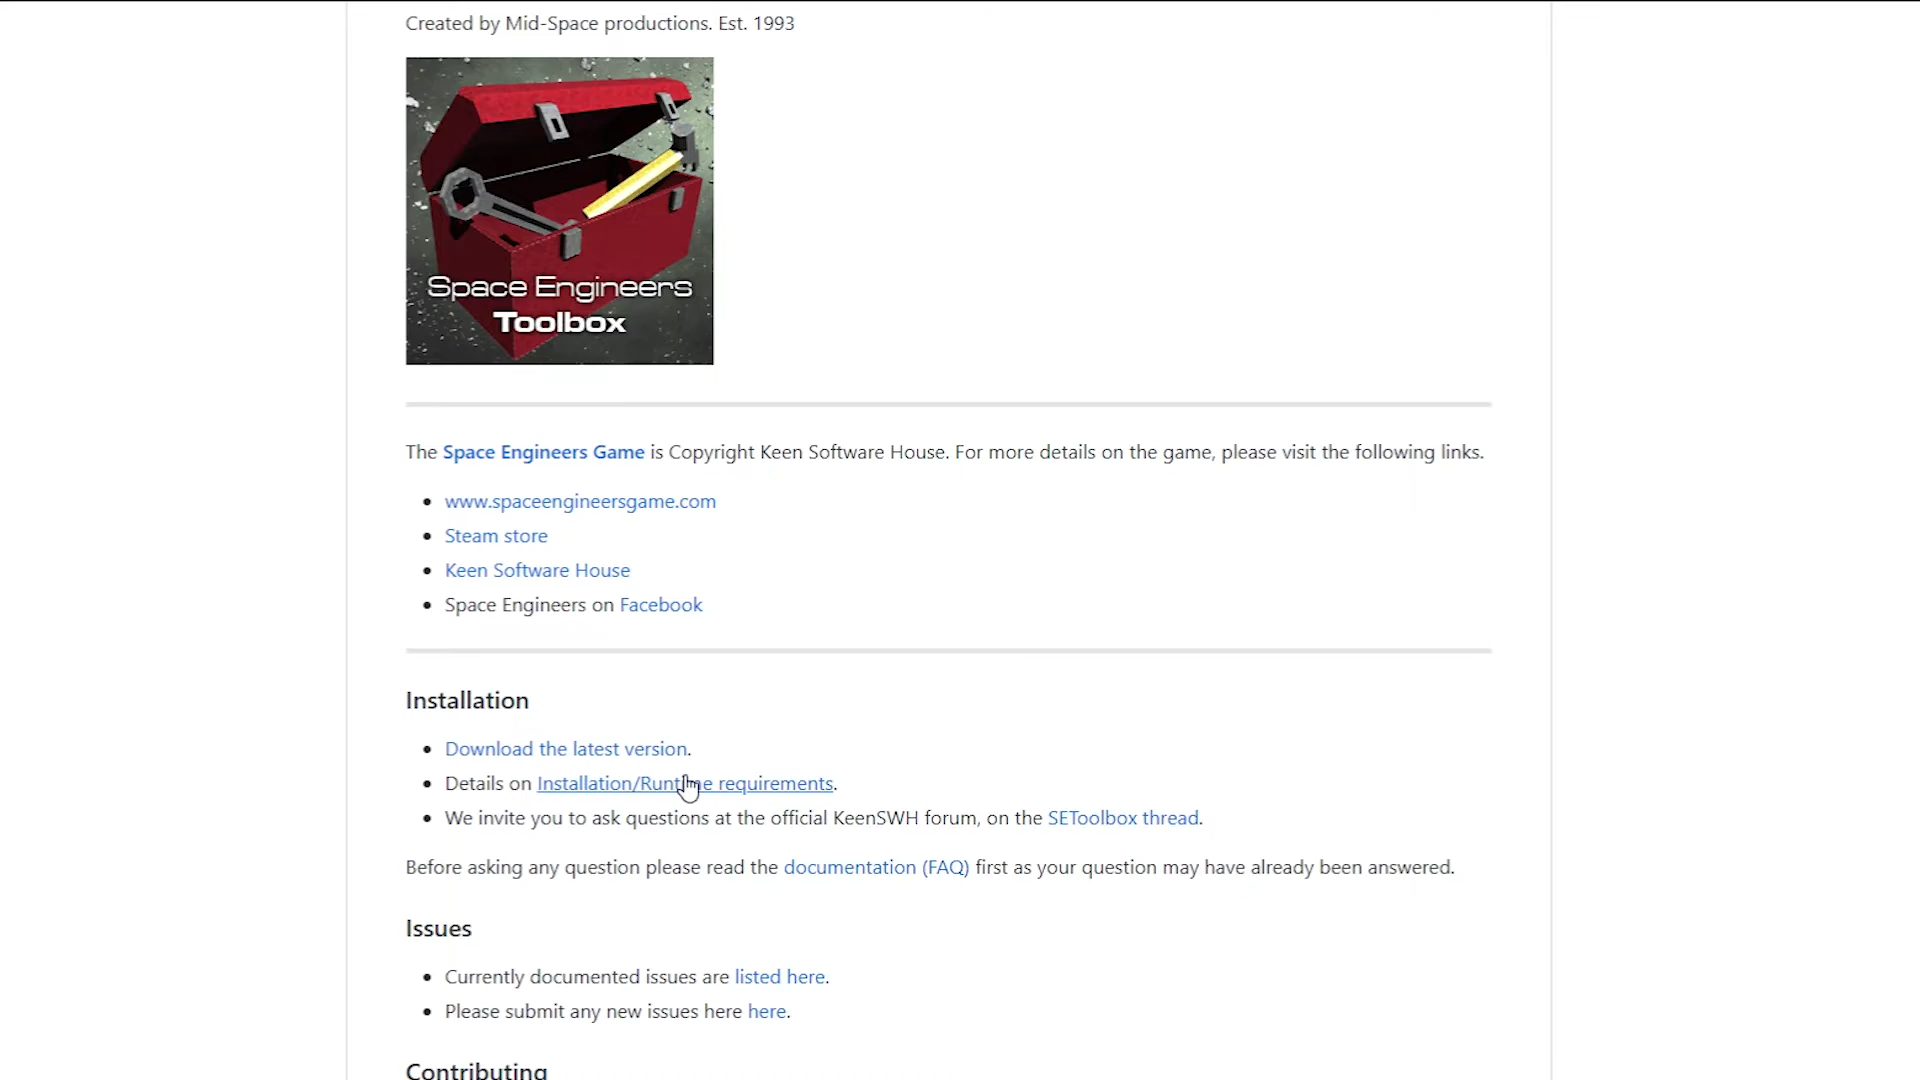 Created by Mid-Space productions. Est. 1993
Space Engineers
Toolbox
The Space Engineers Game is Copyright Keen Software House. For more details on the game, please visit the following links.
www.spaceengineersgame.com
Steam store
Keen Software House
Space Engineers on Facebook
Installation
Download the latest version.
Details on Installation/Runtime requirements.
We invite you to ask questions at the official KeenSWH forum, on the SEToolbox thread.
Before asking any question please read the documentation (FAQ) first as your question may have already been answered.
Issues
Currently documented issues are listed here.
Please submit any new issues here here.
Contributing